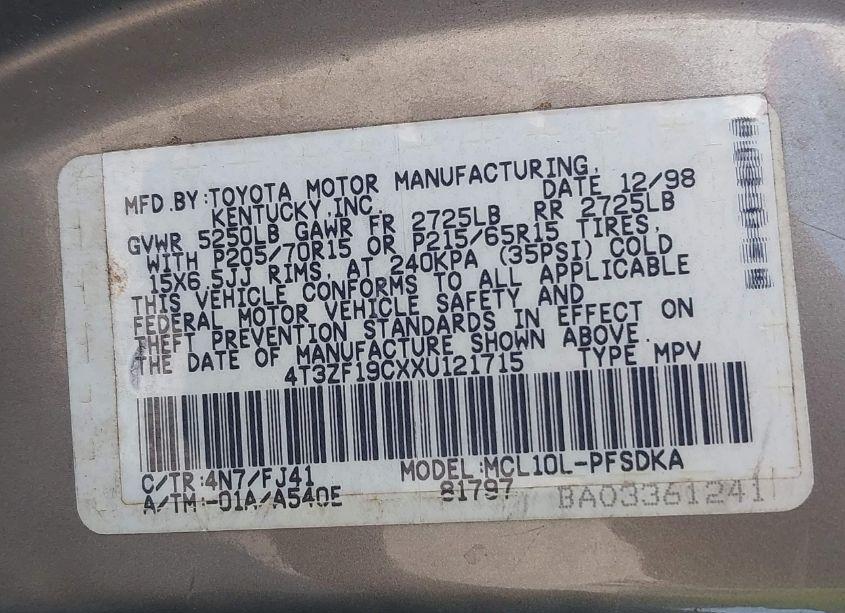 MFD.BY:TOYOTA MOTOR MANUFACTURING,
KENTUCKY,INC. DATE 12/98
GVWR 5250LB GAWR FR 2725LB RR 2725LB
WITH P205/70R15 OR P215/65R15 TIRES,
15X6.5JJ RIMS, AT 240KPA (35PSI) COLD
THIS VEHICLE CONFORMS TO ALL APPLICABLE
FEDERAL MOTOR VEHICLE SAFETY AND
THEFT PREVENTION STANDARDS IN EFFECT ON
THE DATE OF MANUFACTURE SHOWN ABOVE.
4T3ZF19CXXU121715 TYPE MPV
C/TR:4N7/FJ41 MODEL:MCL10L-PFSDKA
A/TM:-01A/A540E 81797 BA03361241